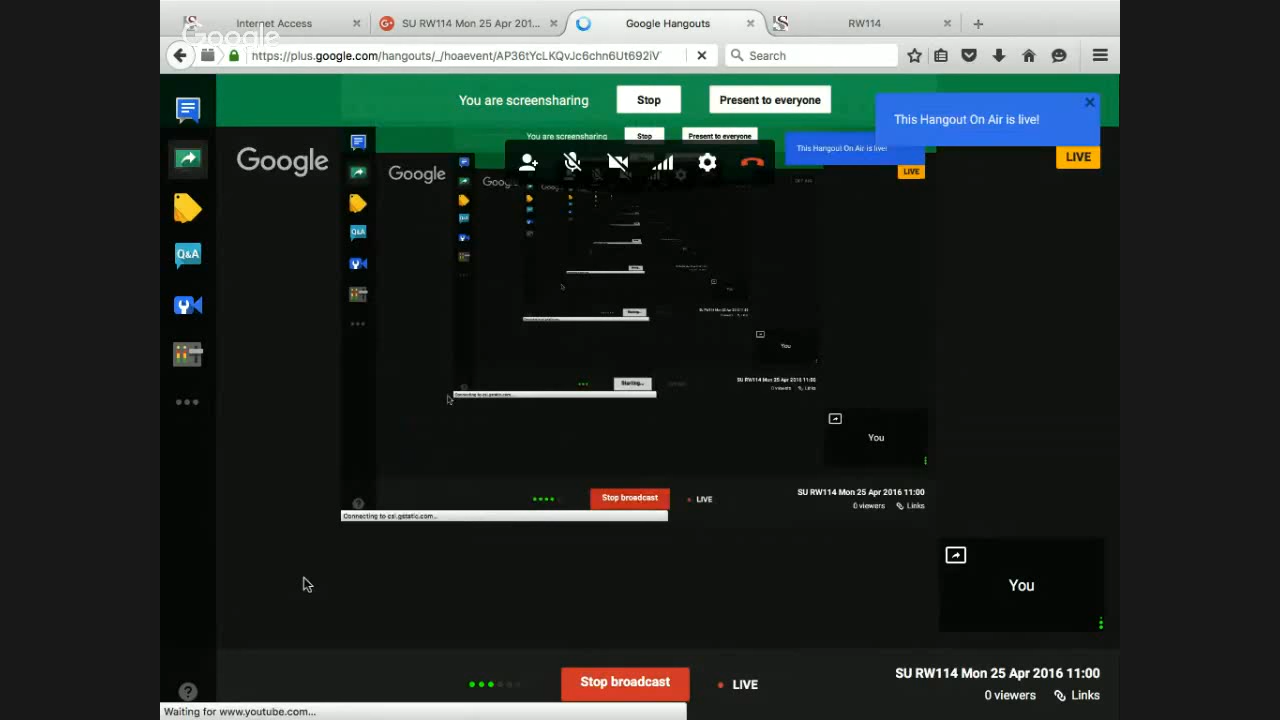 Internet Access
SU RW114 Mon 25 Apr 201...
Google Hangouts
RW114
Google
https://plus.google.com/hangouts/_/hoaevent/AP36tYcLKQvJc6chn6Ut692iV
Search
You are screensharing
Stop
Present to everyone
This Hangout On Air is live!
LIVE
You are screensharing
Stop
Present to everyone
This Hangout On Air is live!
LIVE
Google
Google
Google
Q&A
Q&A
Starting...
SU RW114 Mon 25 Apr 2016 11:00
0 viewers
Links
You
You
Stop broadcast
LIVE
SU RW114 Mon 25 Apr 2016 11:00
0 viewers
Links
Connecting to csi.gstatic.com...
You
Stop broadcast
LIVE
SU RW114 Mon 25 Apr 2016 11:00
0 viewers
Links
Waiting for www.youtube.com...